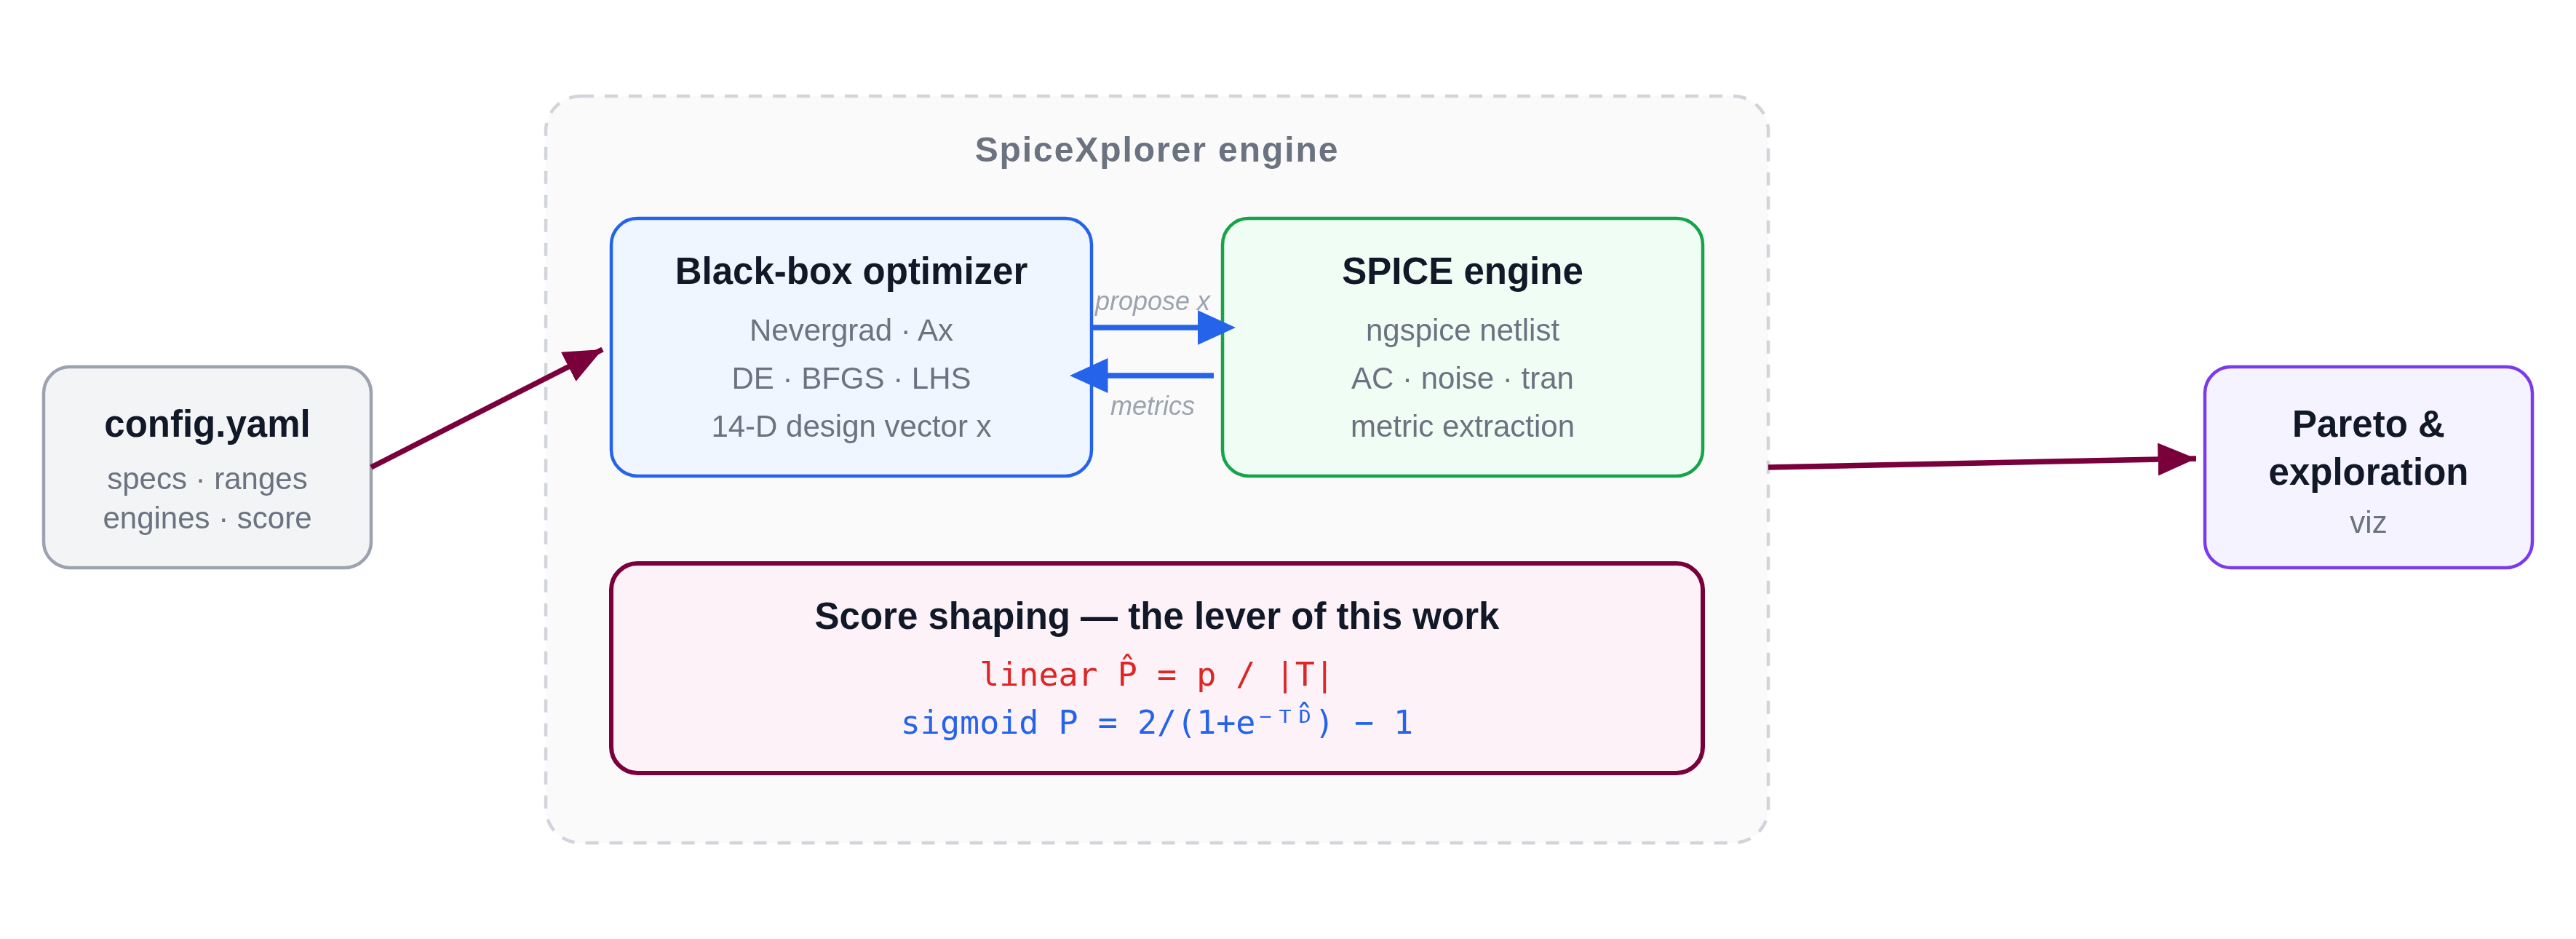 SpiceXplorer engine
config.yaml
specs · ranges
engines · score
Black-box optimizer
Nevergrad · Ax
DE · BFGS · LHS
14-D design vector x
propose x
metrics
SPICE engine
ngspice netlist
AC · noise · tran
metric extraction
Score shaping — the lever of this work
linear P̂ = p / |T|
sigmoid P = 2/(1+e⁻ᵀᴰ̂) − 1
Pareto &
exploration
viz